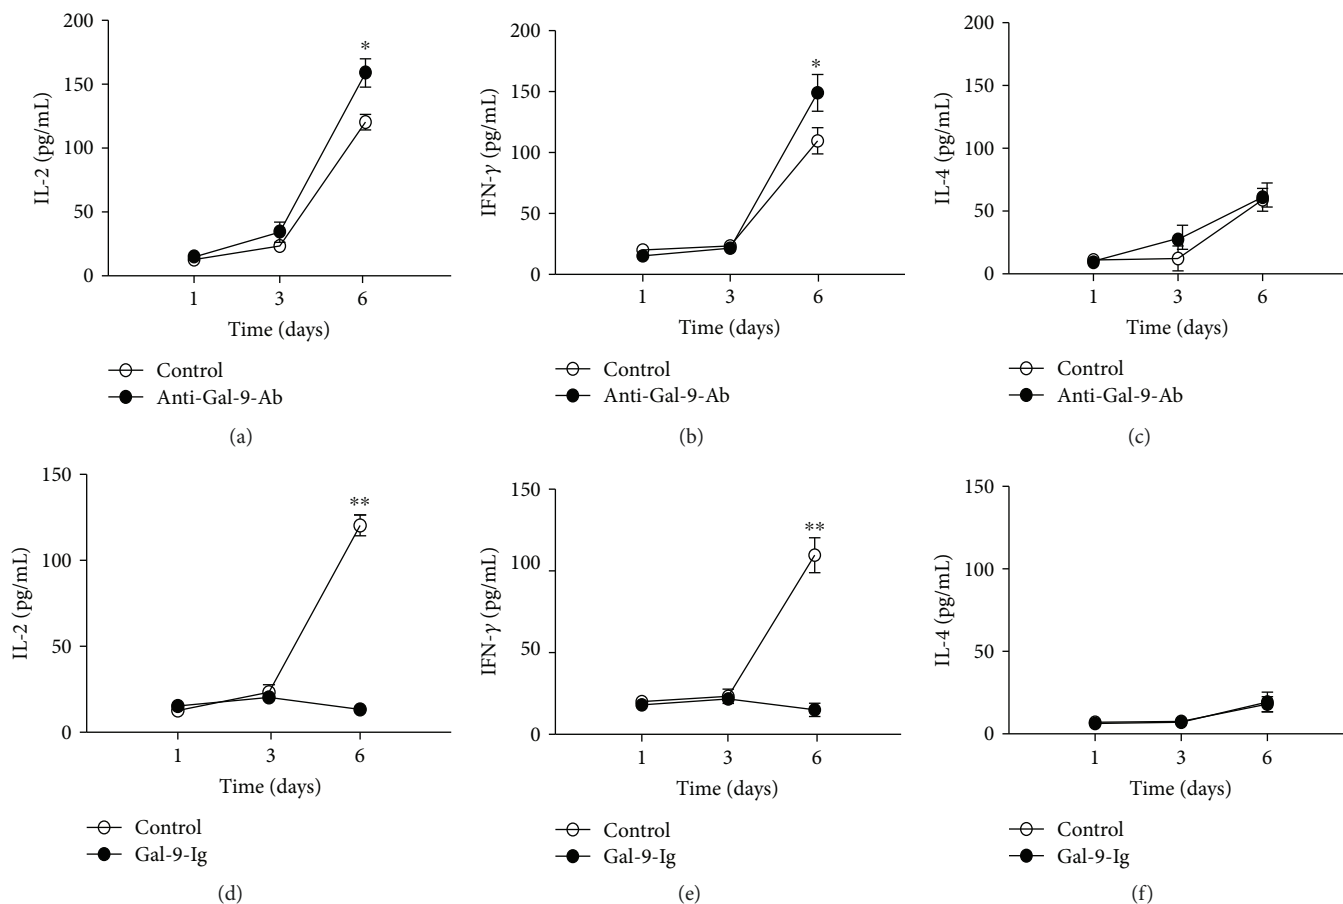 200
150
100
50
0
IL-2 (pg/mL)
*
1 3 6
Time (days)
Control
Anti-Gal-9-Ab
(a)
200
150
100
50
0
IFN-γ (pg/mL)
*
1 3 6
Time (days)
Control
Anti-Gal-9-Ab
(b)
200
150
100
50
0
IL-4 (pg/mL)
1 3 6
Time (days)
Control
Anti-Gal-9-Ab
(c)
150
100
50
0
IL-2 (pg/mL)
**
1 3 6
Time (days)
Control
Gal-9-Ig
(d)
150
100
50
0
IFN-γ (pg/mL)
**
1 3 6
Time (days)
Control
Gal-9-Ig
(e)
150
100
50
0
IL-4 (pg/mL)
1 3 6
Time (days)
Control
Gal-9-Ig
(f)